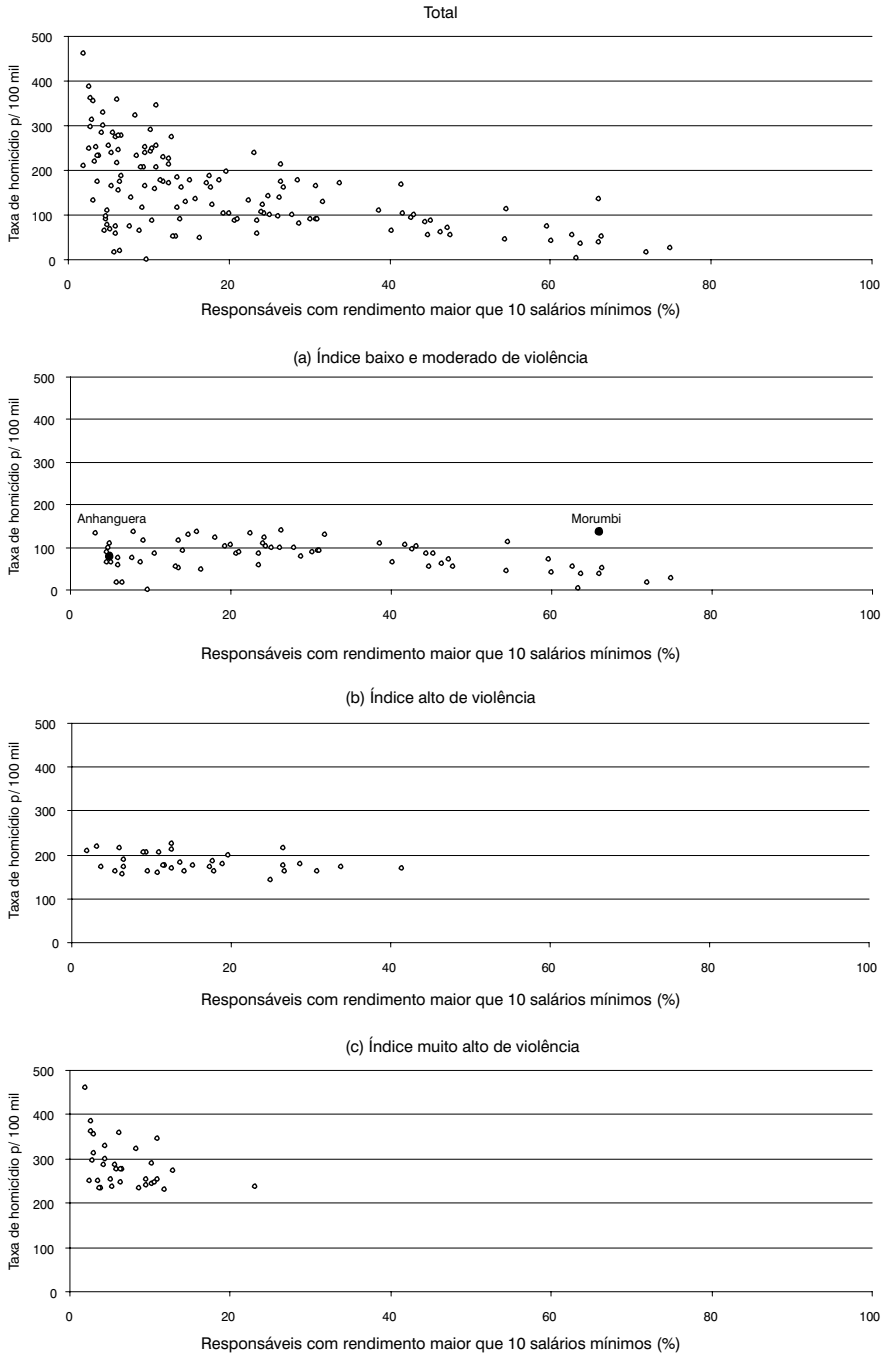 Total
Taxa de homicídio p/ 100 mil
500
400
300
200
100
0
0 20 40 60 80 100
Responsáveis com rendimento maior que 10 salários mínimos (%)
(a) Índice baixo e moderado de violência
Taxa de homicídio p/ 100 mil
500
400
300
200
100
0
Anhanguera
Morumbi
0 20 40 60 80 100
Responsáveis com rendimento maior que 10 salários mínimos (%)
(b) Índice alto de violência
Taxa de homicídio p/ 100 mil
500
400
300
200
100
0
0 20 40 60 80 100
Responsáveis com rendimento maior que 10 salários mínimos (%)
(c) Índice muito alto de violência
Taxa de homicídio p/ 100 mil
500
400
300
200
100
0
0 20 40 60 80 100
Responsáveis com rendimento maior que 10 salários mínimos (%)